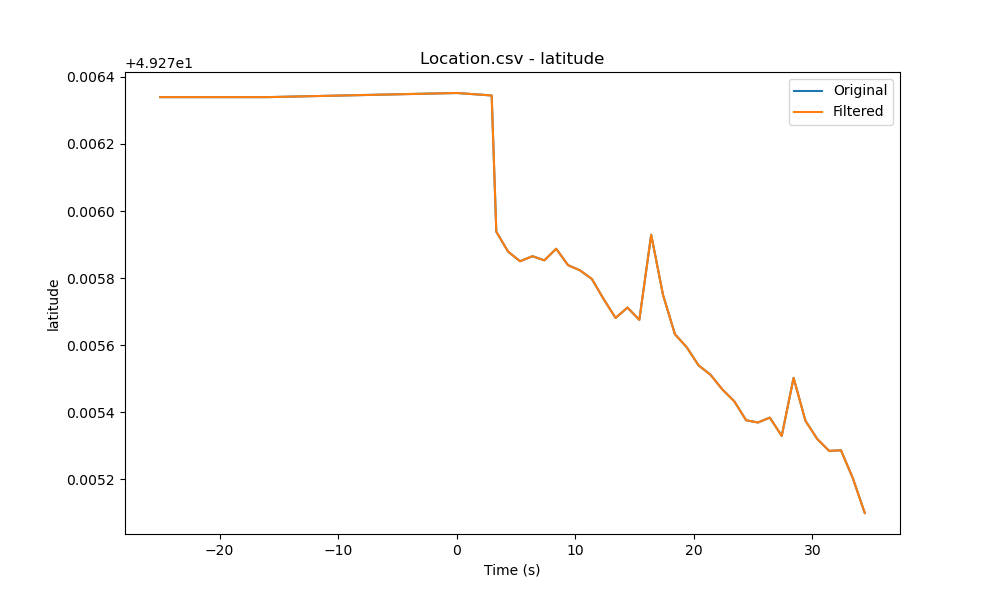 Location.csv - latitude
+4.927e1
Original
Filtered
0.0064
0.0062
0.0060
0.0058
0.0056
0.0054
0.0052
latitude
−20
−10
0
10
20
30
Time (s)